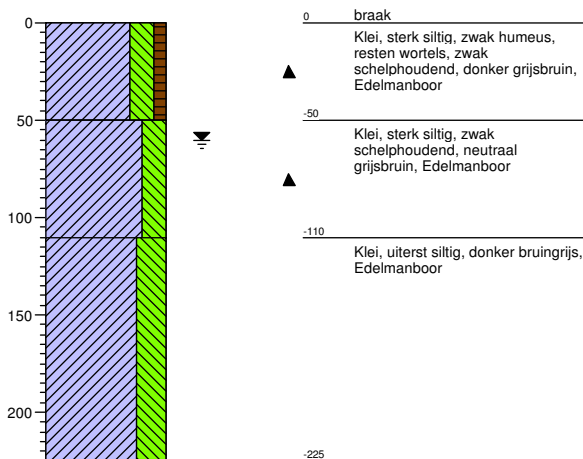 0
50
100
150
200
0
braak
Klei, sterk siltig, zwak humeus,
resten wortels, zwak
schelphoudend, donker grijsbruin,
Edelmanboor
-50
Klei, sterk siltig, zwak
schelphoudend, neutraal
grijsbruin, Edelmanboor
-110
Klei, uiterst siltig, donker bruingrijs,
Edelmanboor
-225